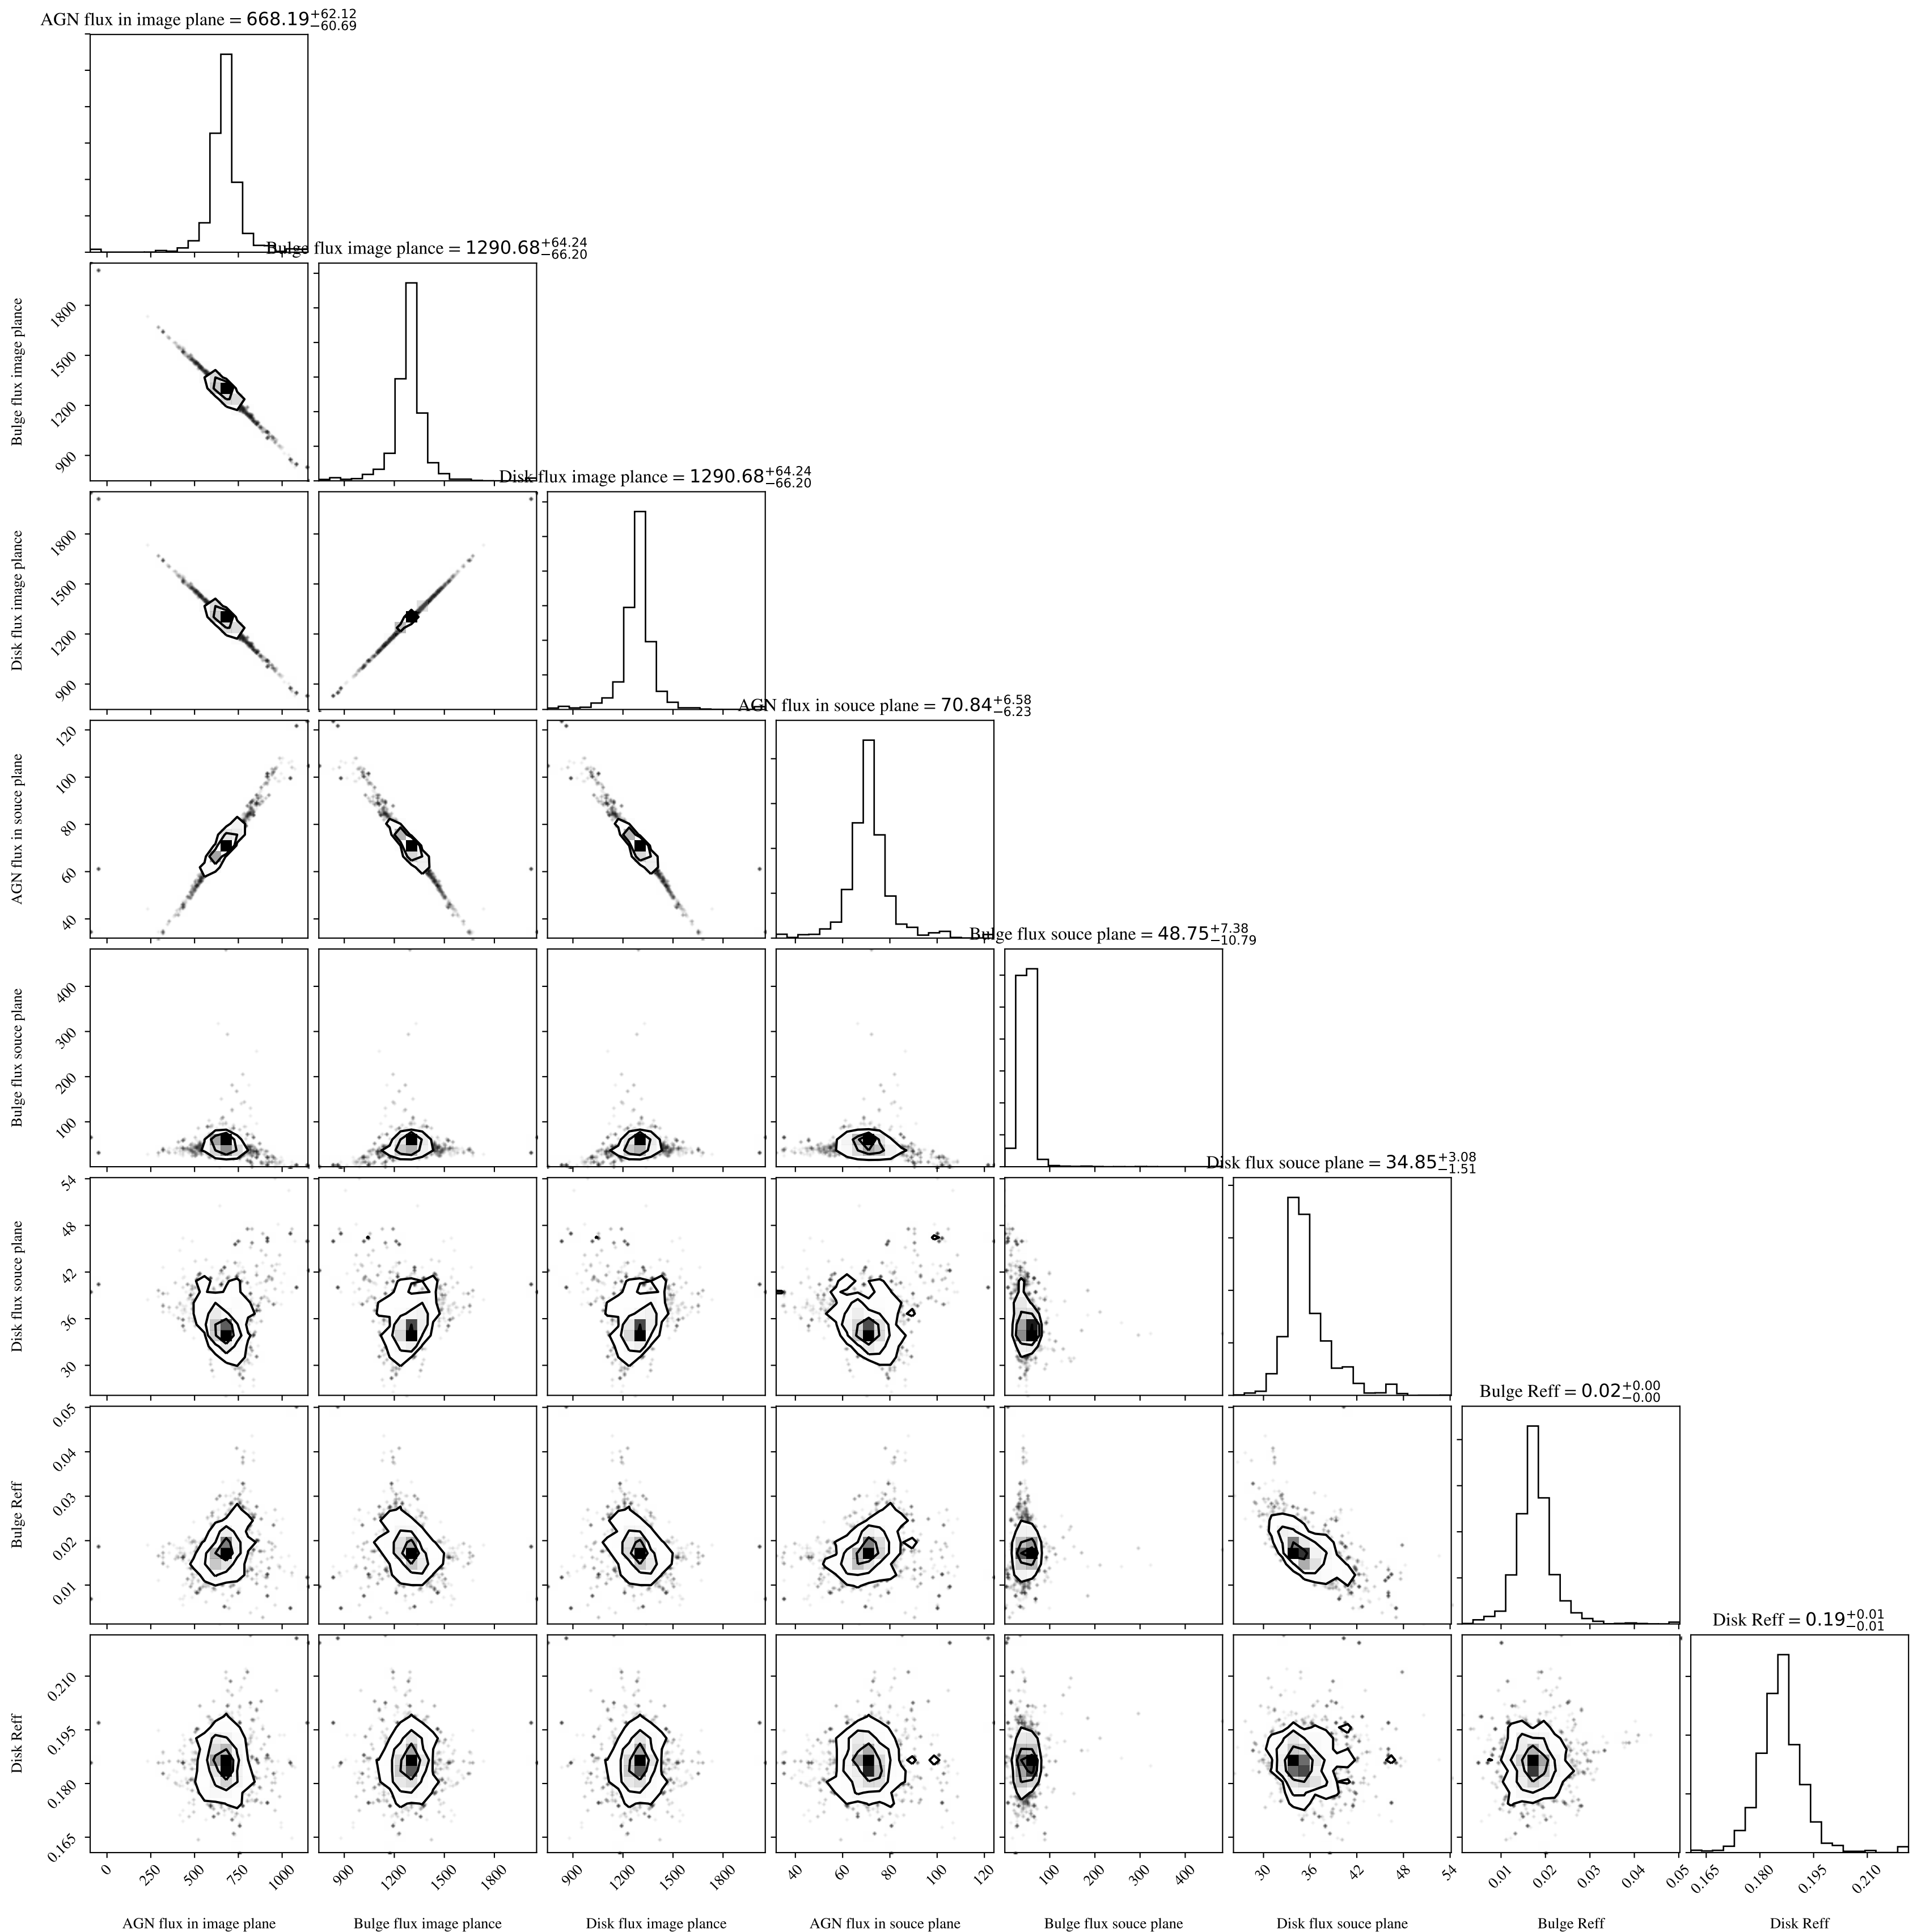 AGN flux in image plane = 668.19+62.12−60.69
Bulge flux image plance = 1290.68+64.24−66.20
1800
1500
1200
900
Bulge flux image plance
Disk flux image plance = 1290.68+64.24−66.20
1800
1500
1200
900
Disk flux image plance
AGN flux in souce plane = 70.84+6.58−6.23
120
100
80
60
40
AGN flux in souce plane
Bulge flux souce plane = 48.75+7.38−10.79
400
300
200
100
Bulge flux souce plane
Disk flux souce plane = 34.85+3.08−1.51
54
48
42
36
30
Disk flux souce plane
Bulge Reff = 0.02+0.00−0.00
0.05
0.04
0.03
0.02
0.01
Bulge Reff
Disk Reff = 0.19+0.01−0.01
0.210
0.195
0.180
0.165
Disk Reff
0 250 500 750 1000 900 1200 1500 1800 900 1200 1500 1800 40 60 80 100 120 100 200 300 400 30 36 42 48 54 0.01 0.02 0.03 0.04 0.05 0.165 0.180 0.195 0.210
AGN flux in image plane Bulge flux image plance Disk flux image plance AGN flux in souce plane Bulge flux souce plane Disk flux souce plane Bulge Reff Disk Reff